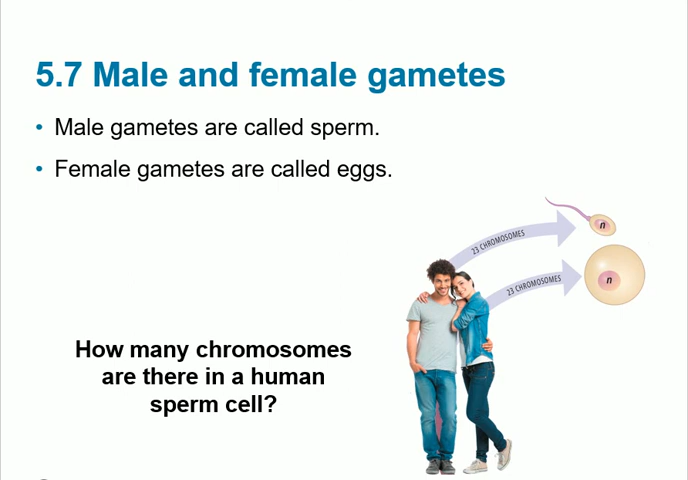 5.7 Male and female gametes
• Male gametes are called sperm.
• Female gametes are called eggs.
23 CHROMOSOMES
n
23 CHROMOSOMES
n
How many chromosomes
are there in a human
sperm cell?